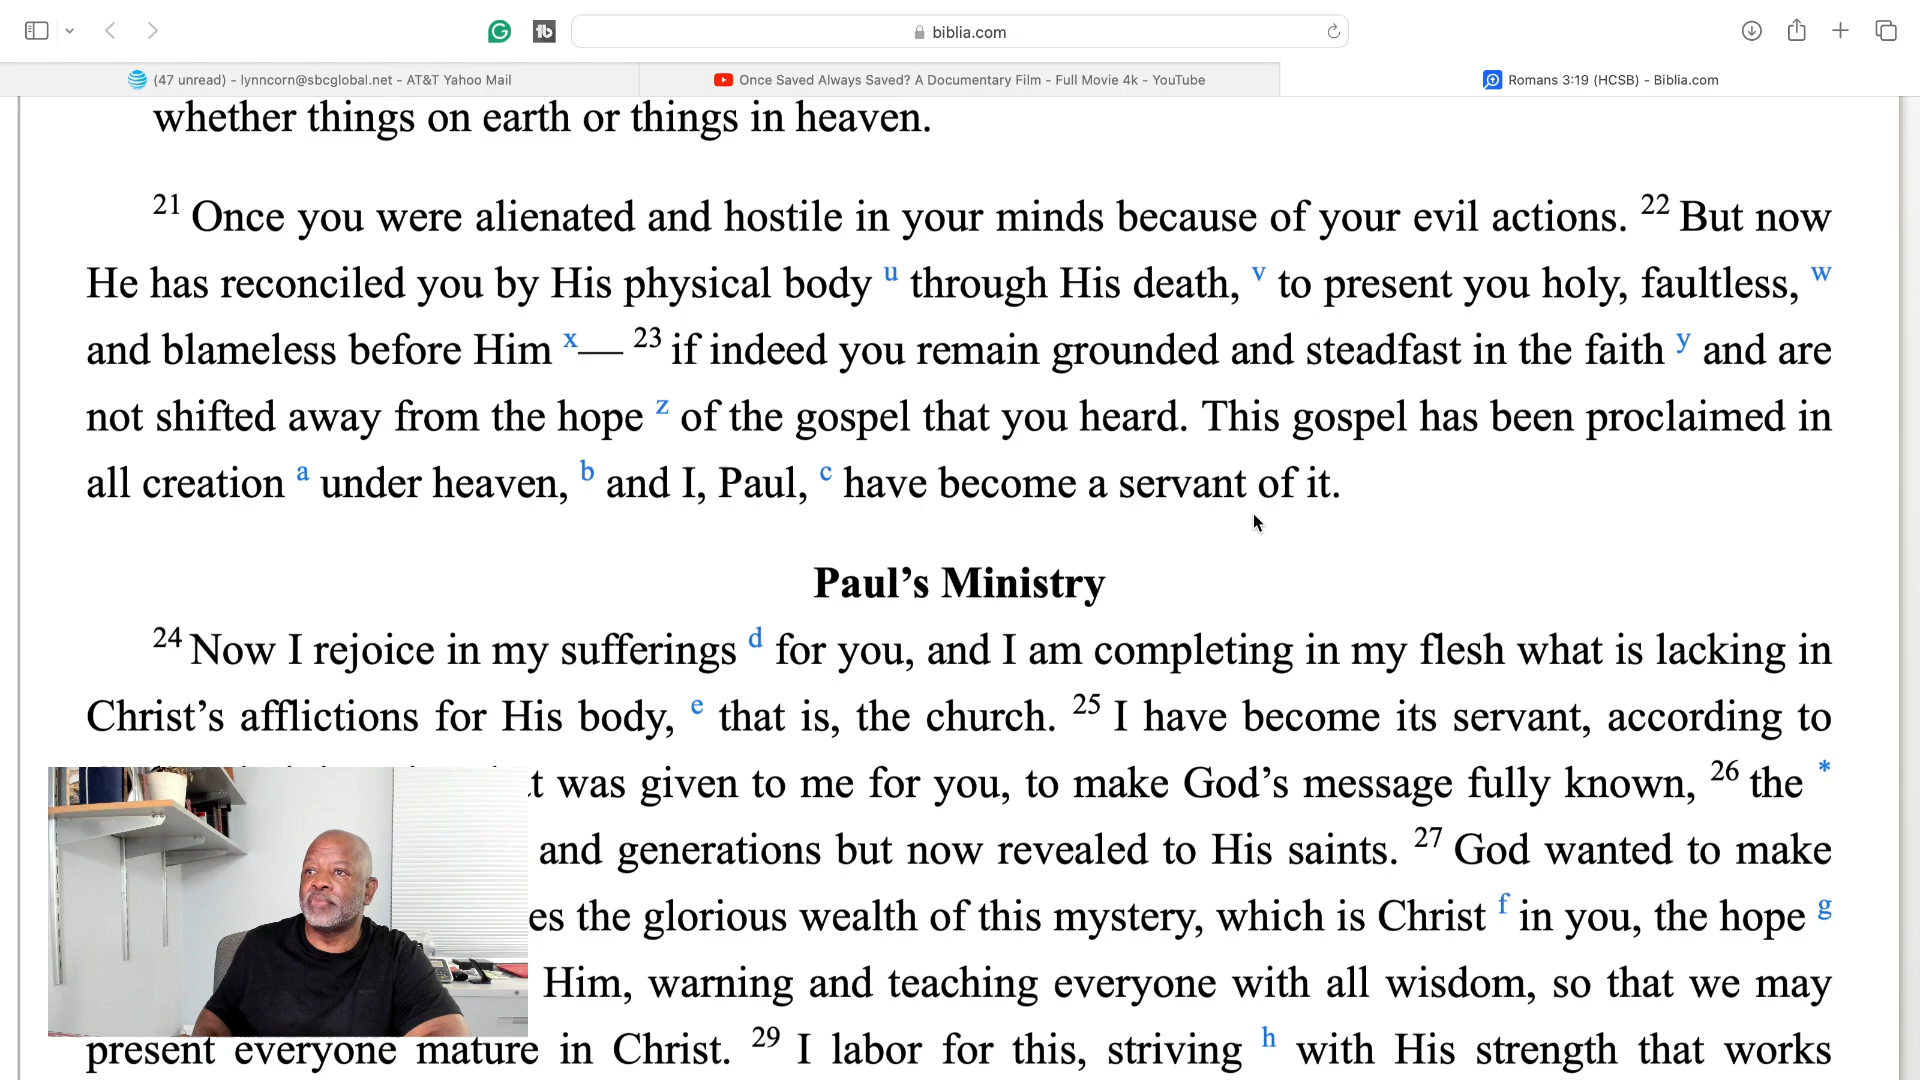 biblia.com
(47 unread) - lynncorn@sbcglobal.net - AT&T Yahoo Mail
Once Saved Always Saved? A Documentary Film - Full Movie 4k - YouTube
Romans 3:19 (HCSB) - Biblia.com
whether things on earth or things in heaven.
21 Once you were alienated and hostile in your minds because of your evil actions. 22 But now
He has reconciled you by His physical body u through His death, v to present you holy, faultless, w
and blameless before Him x— 23 if indeed you remain grounded and steadfast in the faith y and are
not shifted away from the hope z of the gospel that you heard. This gospel has been proclaimed in
all creation a under heaven, b and I, Paul, c have become a servant of it.
Paul’s Ministry
24 Now I rejoice in my sufferings d for you, and I am completing in my flesh what is lacking in
Christ’s afflictions for His body, e that is, the church. 25 I have become its servant, according to
was given to me for you, to make God’s message fully known, 26 the *
and generations but now revealed to His saints. 27 God wanted to make
the glorious wealth of this mystery, which is Christ f in you, the hope g
Him, warning and teaching everyone with all wisdom, so that we may
present everyone mature in Christ. 29 I labor for this, striving h with His strength that works